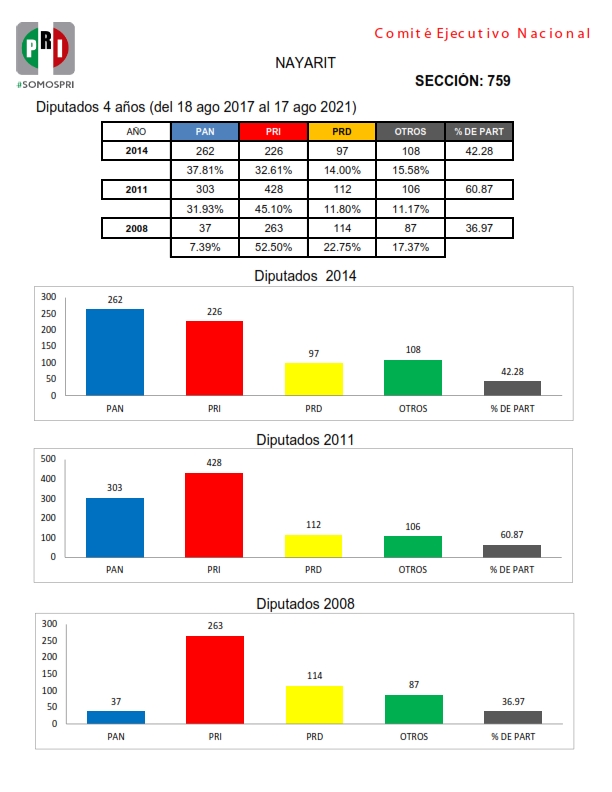 Comité Ejecutivo Nacional
PRI
#SOMOSPRI
NAYARIT
SECCIÓN: 759
Diputados 4 años (del 18 ago 2017 al 17 ago 2021)
AÑO PAN PRI PRD OTROS % DE PART
2014 262 226 97 108 42.28
37.81% 32.61% 14.00% 15.58%
2011 303 428 112 106 60.87
31.93% 45.10% 11.80% 11.17%
2008 37 263 114 87 36.97
7.39% 52.50% 22.75% 17.37%
Diputados 2014
300
250
200
150
100
50
0
262
226
97
108
42.28
PAN PRI PRD OTROS % DE PART
Diputados 2011
500
400
300
200
100
0
303
428
112
106
60.87
PAN PRI PRD OTROS % DE PART
Diputados 2008
300
250
200
150
100
50
0
37
263
114
87
36.97
PAN PRI PRD OTROS % DE PART